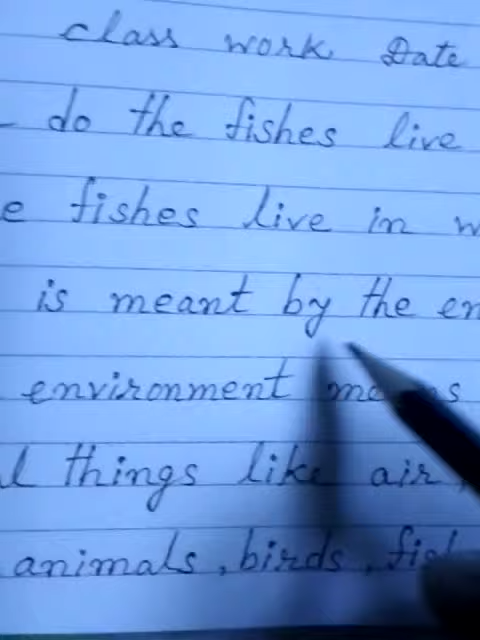 class work Date
do the fishes live
fishes live in
is meant by the
environment
things like air,
animals, birds,